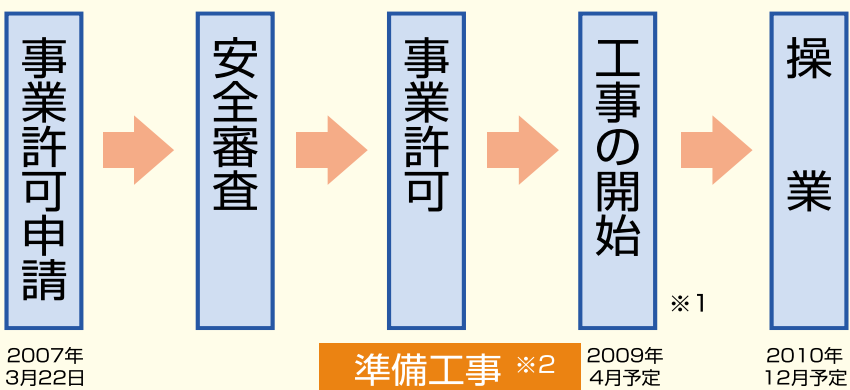 事業許可申請
安全審査
事業許可
工事の開始
操業
※1
2007年
3月22日
準備工事 ※2
2009年
4月予定
2010年
12月予定